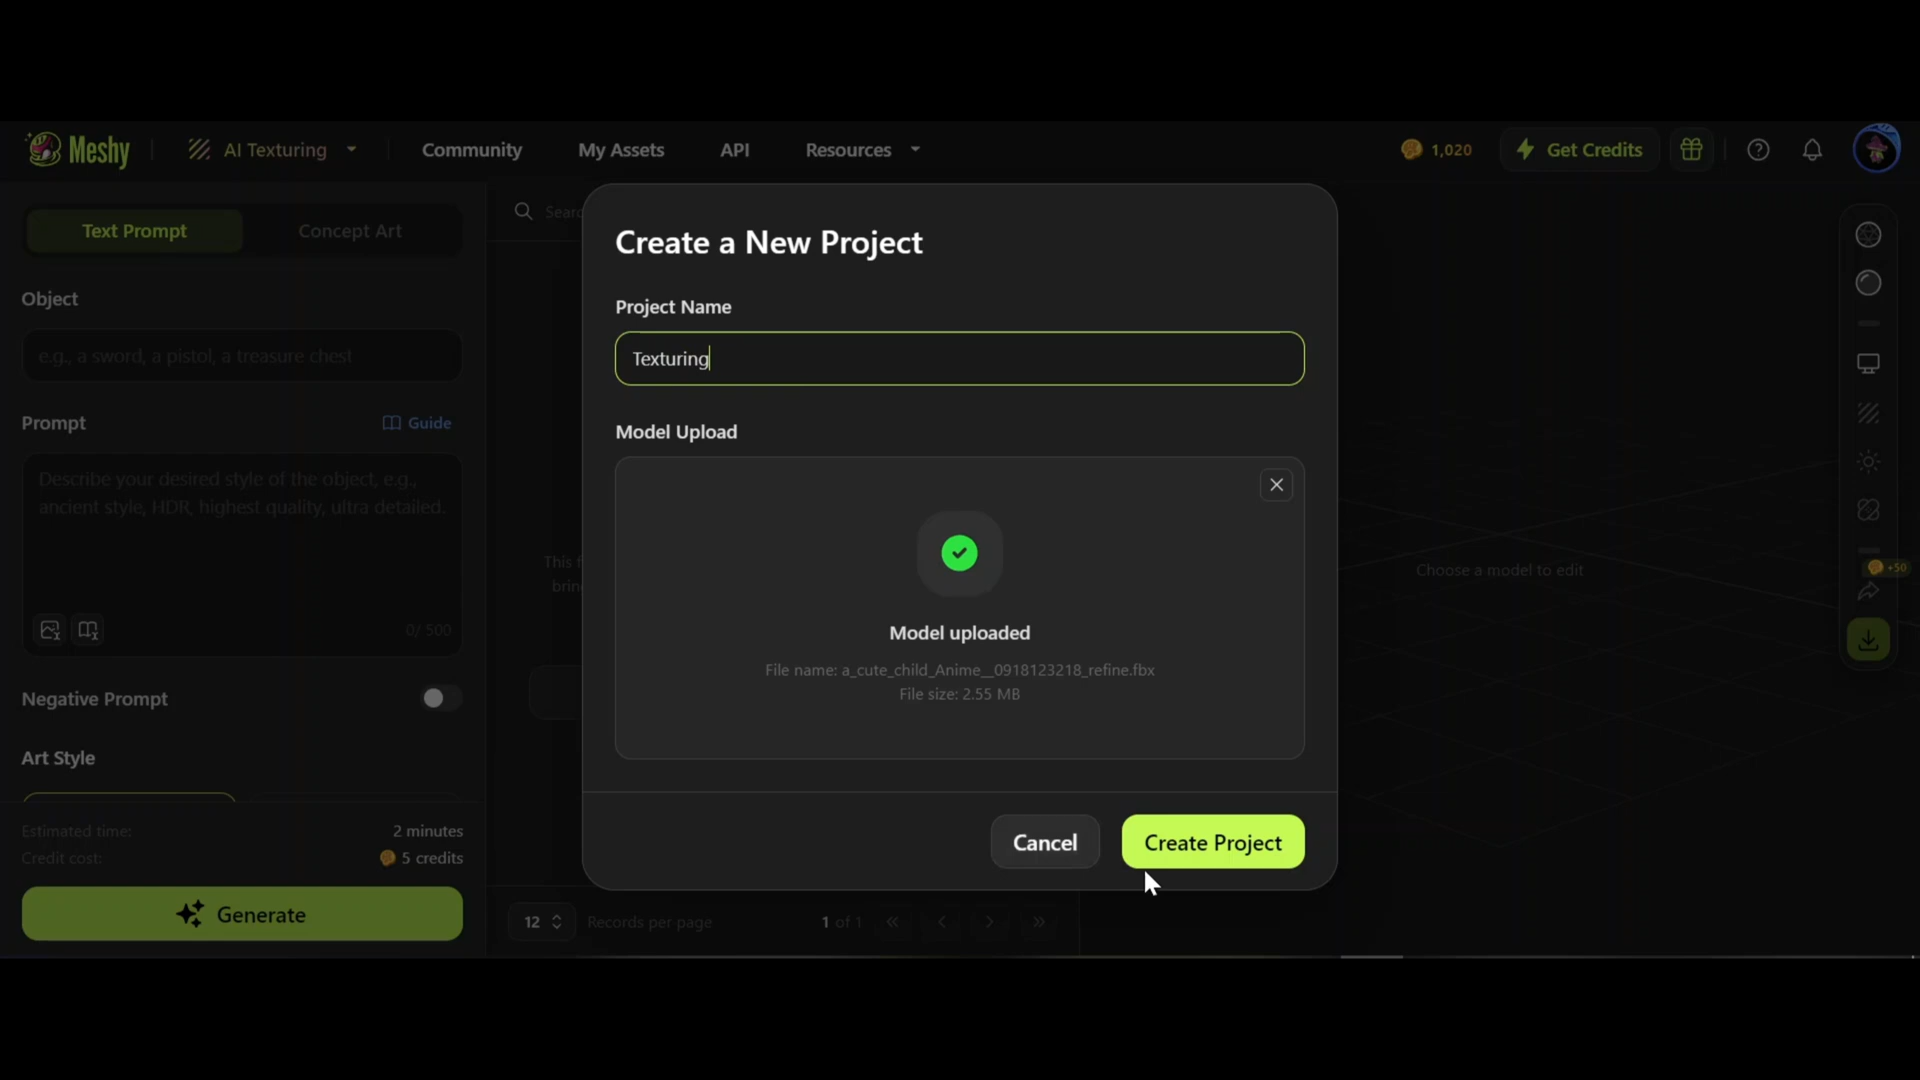 Meshy
AI Texturing
Community
My Assets
API
Resources
1,020
Get Credits
Text Prompt
Concept Art
Object
e.g., a sword, a pistol, a treasure chest
Prompt
Guide
Describe your desired style of the object, e.g.,
ancient style, HDR, highest quality, ultra detailed.
0/ 500
Negative Prompt
Art Style
Estimated time:
2 minutes
Credit cost:
5 credits
Generate
Create a New Project
Project Name
Texturing
Model Upload
Model uploaded
File name: a_cute_child_Anime__0918123218_refine.fbx
File size: 2.55 MB
Cancel
Create Project
This
12
Records per page
1 of 1
Choose a model to edit
+50